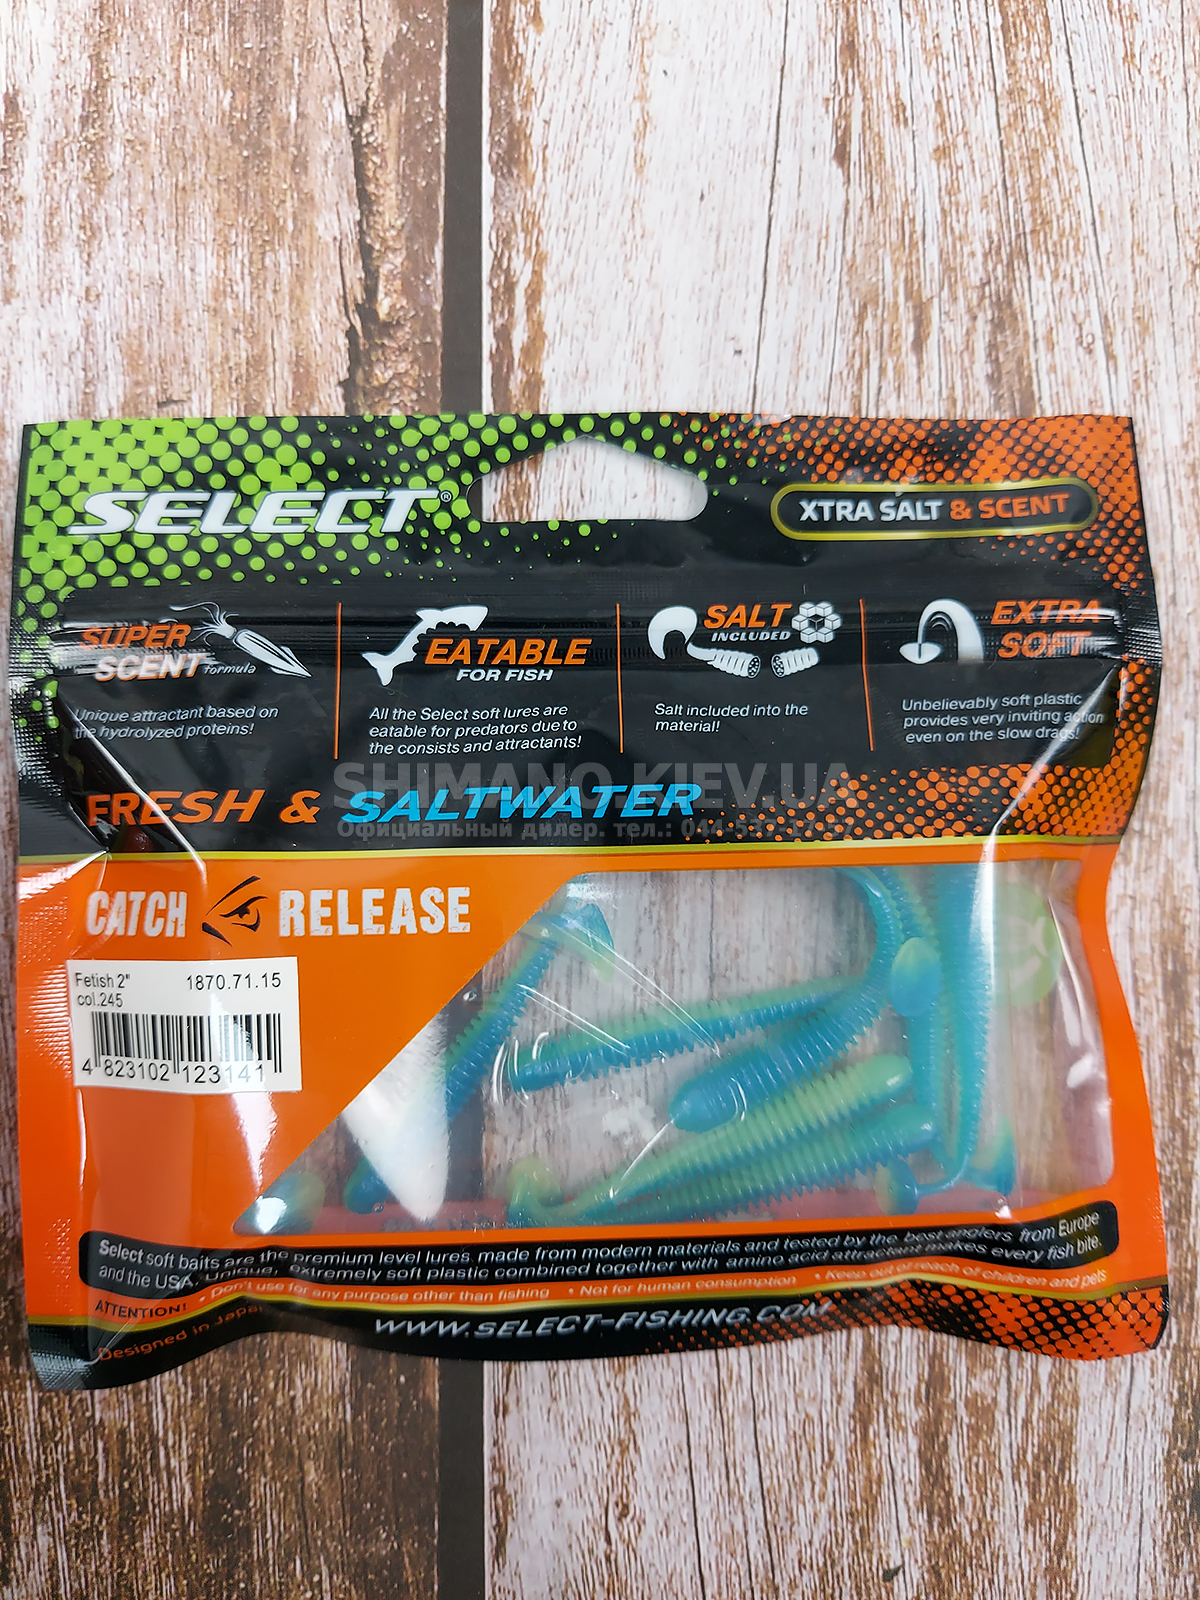 SELECT®
XTRA SALT & SCENT
SUPER
SCENT formula
Unique attractant based on
the hydrolyzed proteins!
EATABLE
FOR FISH
All the Select soft lures are
eatable for predators due to
the consists and attractants!
SALT
INCLUDED
Salt included into the
material!
EXTRA
SOFT
Unbelievably soft plastic
provides very inviting action
even on the slow drags!
SHIMANO.KIEV.UA
Официальный дилер. тел.:
FRESH & SALTWATER
CATCH RELEASE
Fetish 2" 1870.71.15
col.245
4 823102 123141
Select soft baits are the premium level lures made from modern materials and tested by the best anglers from Europe
and the USA. Unique, extremely soft plastic combined together with amino acid attractant makes every fish bite.
ATTENTION! • Don't use for any purpose other than fishing • Not for human consumption • Keep out of reach of children and pets
Designed in Japan
WWW.SELECT-FISHING.COM